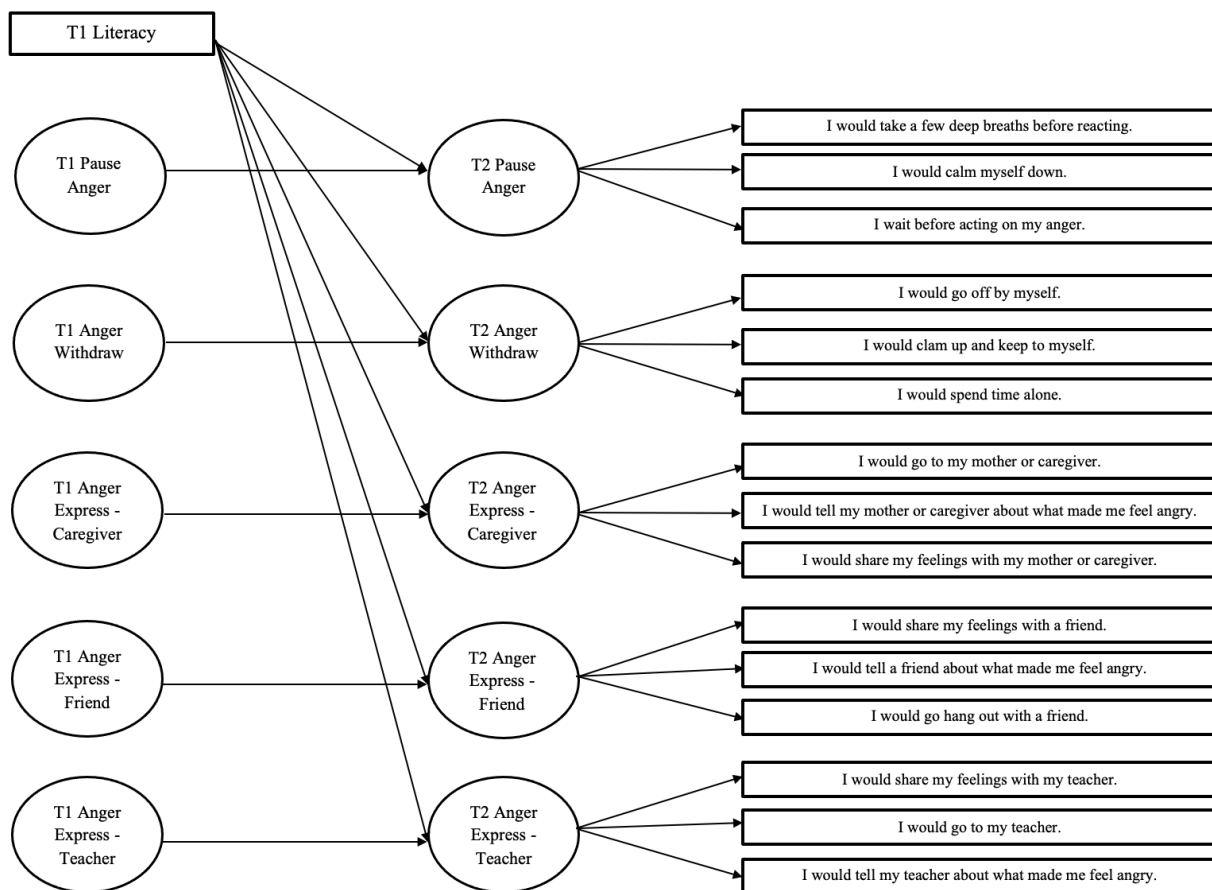 T1 Literacy
T1 Pause
Anger
T2 Pause
Anger
I would take a few deep breaths before reacting.
I would calm myself down.
I wait before acting on my anger.
T1 Anger
Withdraw
T2 Anger
Withdraw
I would go off by myself.
I would clam up and keep to myself.
I would spend time alone.
T1 Anger
Express -
Caregiver
T2 Anger
Express -
Caregiver
I would go to my mother or caregiver.
I would tell my mother or caregiver about what made me feel angry.
I would share my feelings with my mother or caregiver.
T1 Anger
Express -
Friend
T2 Anger
Express -
Friend
I would share my feelings with a friend.
I would tell a friend about what made me feel angry.
I would go hang out with a friend.
T1 Anger
Express -
Teacher
T2 Anger
Express -
Teacher
I would share my feelings with my teacher.
I would go to my teacher.
I would tell my teacher about what made me feel angry.